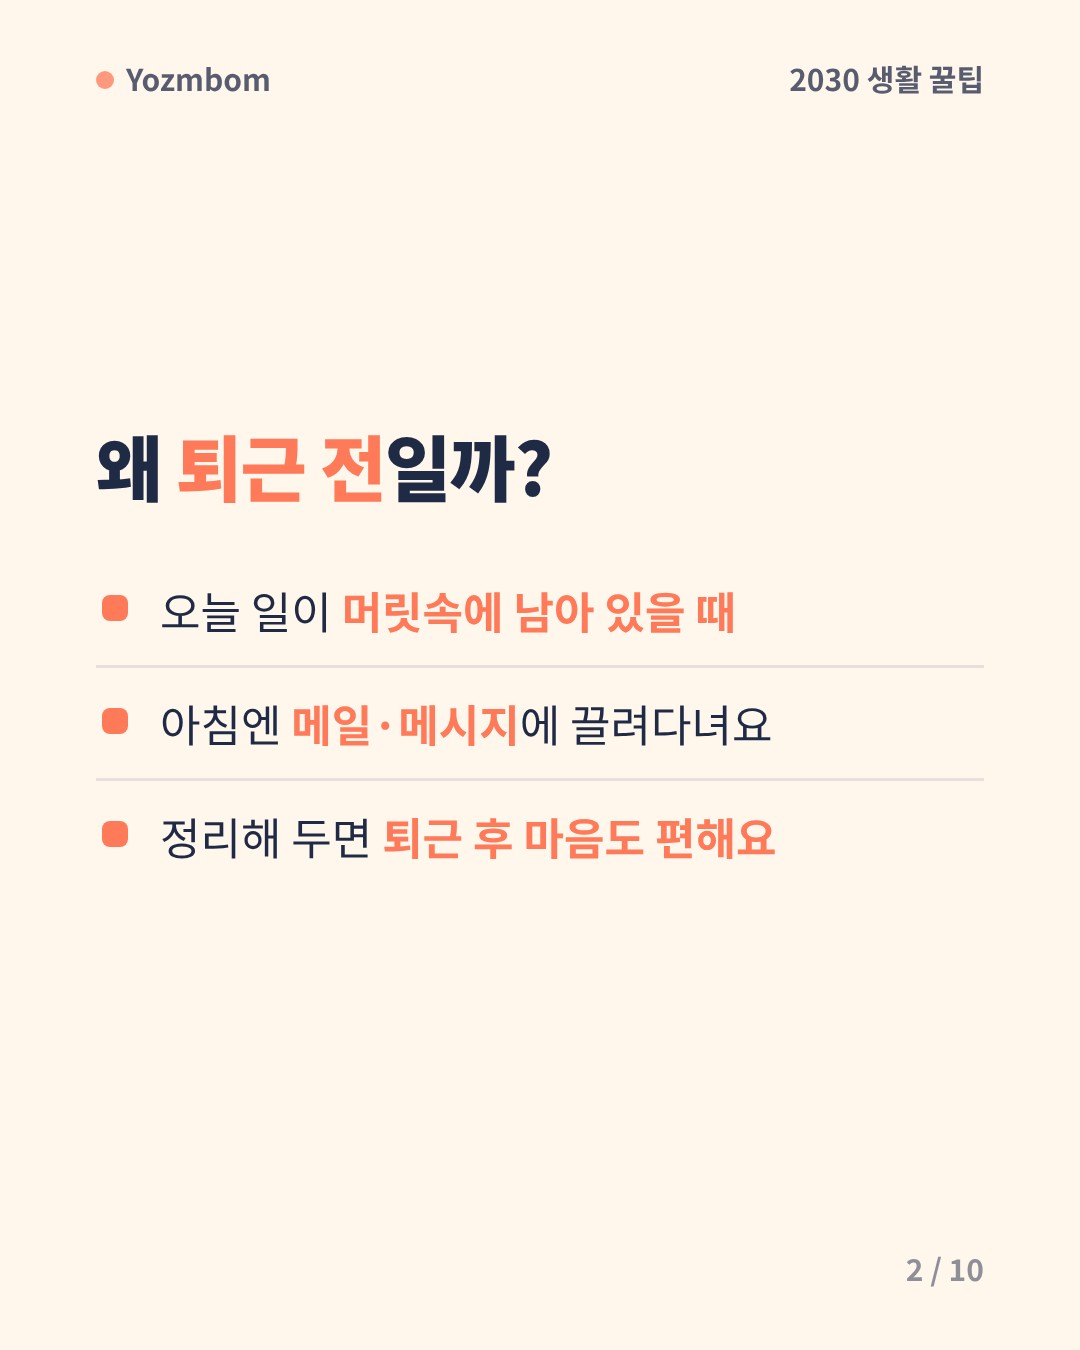 Yozmbom
2030 생활 꿀팁
왜 퇴근 전일까?
오늘 일이 머릿속에 남아 있을 때
아침엔 메일·메시지에 끌려다녀요
정리해 두면 퇴근 후 마음도 편해요
2 / 10